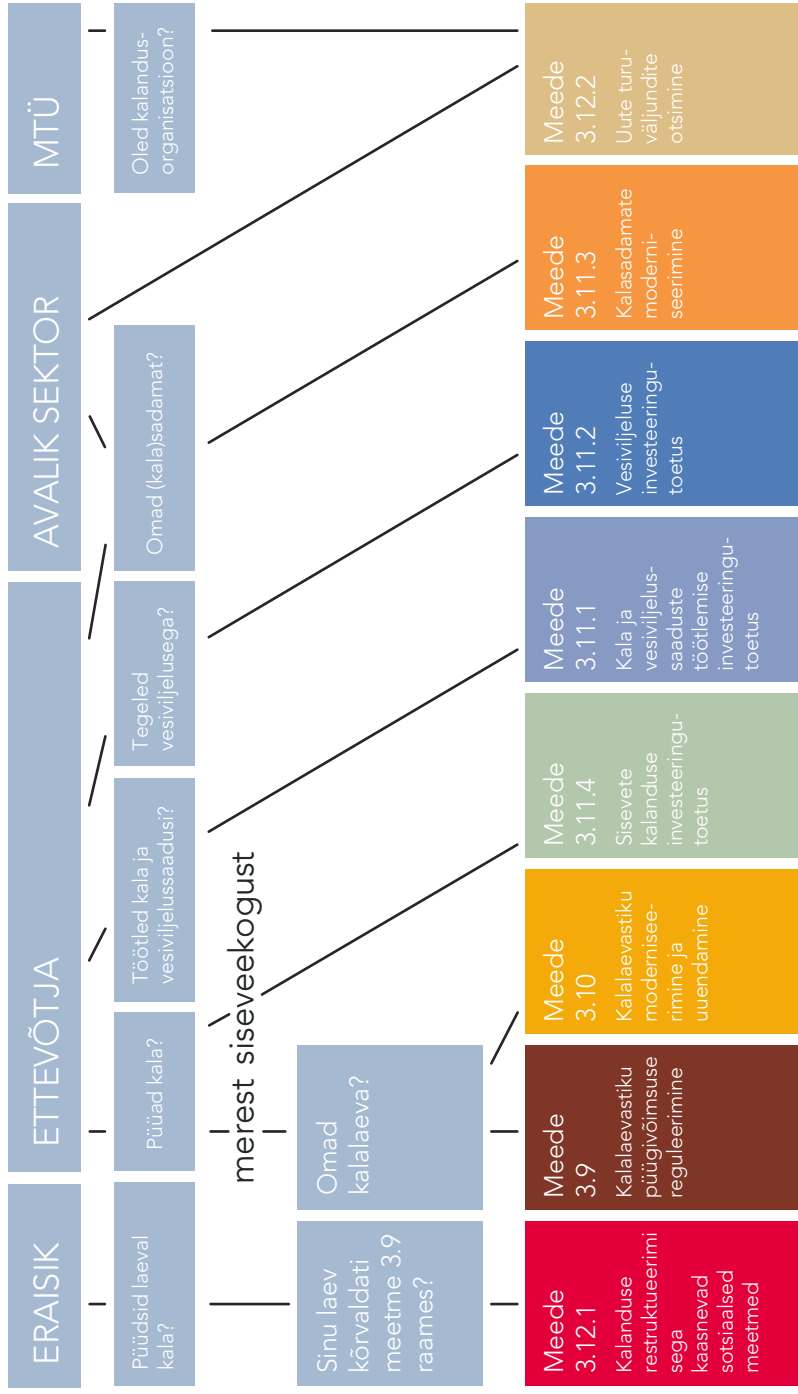 ERAISIK
ETTEVÕTJA
AVALIK SEKTOR
MTÜ
Püüdsid laeval
kala?
Püüad kala?
Töötled kala ja
vesiviljelussaadusi?
Tegeled
vesiviljelusega?
Omad (kala)sadamat?
Oled kalandus-
organisatsioon?
merest siseveekogust
Sinu laev
kõrvaldati
meetme 3.9
raames?
Omad
kalalaeva?
Meede
3.12.1
Kalanduse
restruktueerimi
sega
kaasnevad
sotsiaalsed
meetmed
Meede
3.9
Kalalaevastiku
püügivõimsuse
reguleerimine
Meede
3.10
Kalalaevastiku
moderniseе-
rimine ja
uuendamine
Meede
3.11.4
Sisevete
kalanduse
investeeringu-
toetus
Meede
3.11.1
Kala ja
vesiviljelus-
saaduste
töötlemise
investeeringu-
toetus
Meede
3.11.2
Vesiviljeluse
investeeringu-
toetus
Meede
3.11.3
Kalasadamate
moderni-
seerimine
Meede
3.12.2
Uute turu-
väljundite
otsimine